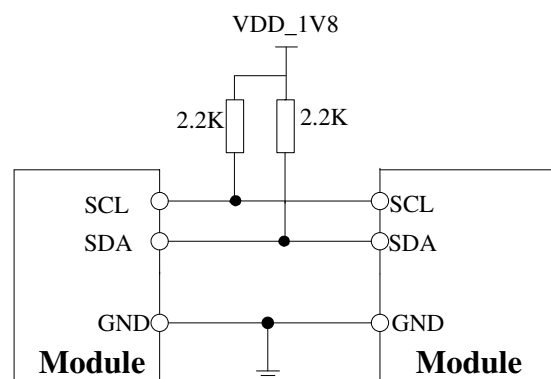 VDD_1V8
2.2K 2.2K
SCL SCL
SDA SDA
GND GND
Module Module